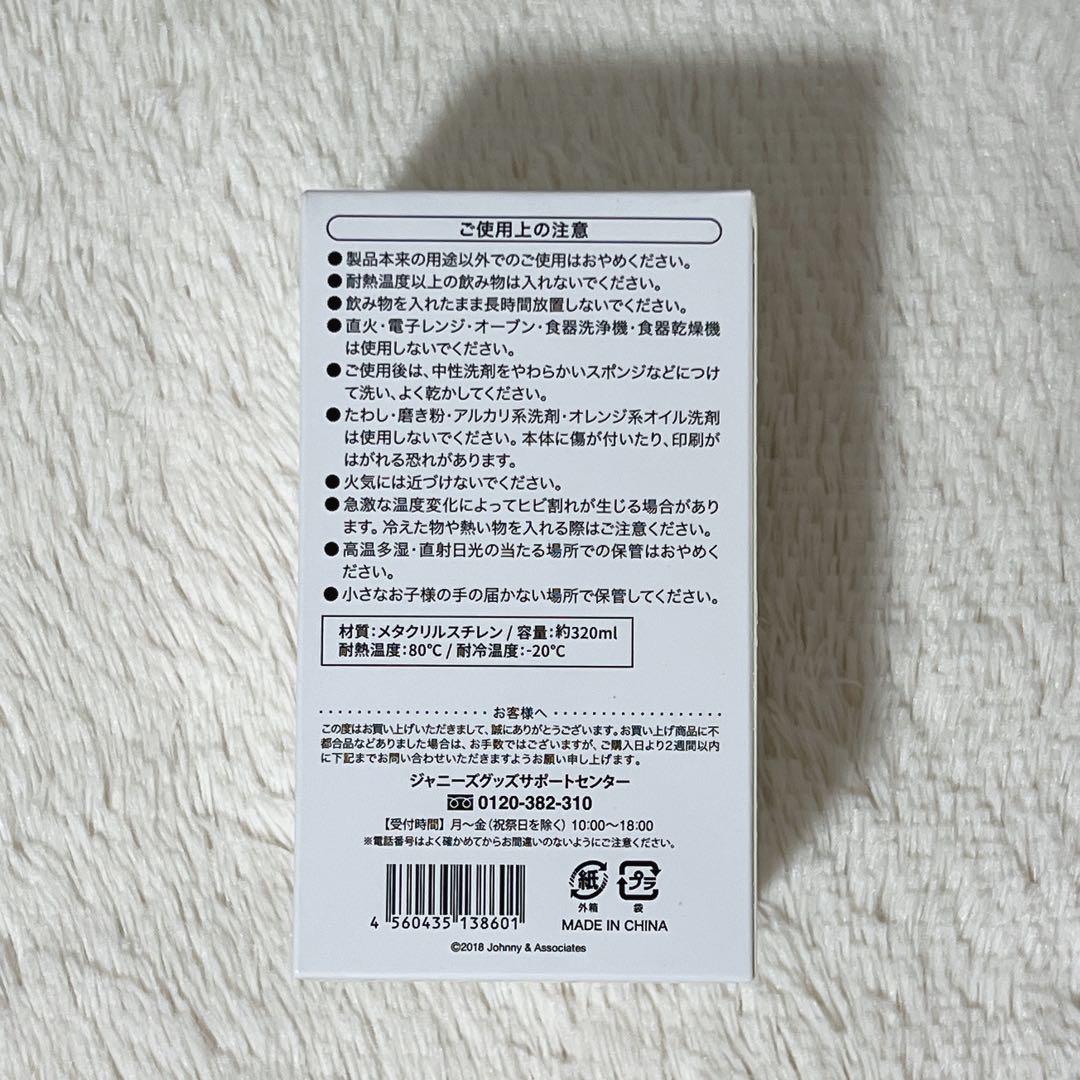 ご使用上の注意
●製品本来の用途以外でのご使用はおやめください。
●耐熱温度以上の飲み物は入れないでください。
●飲み物を入れたまま長時間放置しないでください。
●直火・電子レンジ・オーブン・食器洗浄機・食器乾燥機
は使用しないでください。
●ご使用後は、中性洗剤をやわらかいスポンジなどにつけ
て洗い、よく乾かしてください。
●たわし・磨き粉・アルカリ系洗剤・オレンジ系オイル洗剤
は使用しないでください。本体に傷が付いたり、印刷が
はがれる恐れがあります。
●火気には近づけないでください。
●急激な温度変化によってヒビ割れが生じる場合があり
ます。冷えた物や熱い物を入れる際はご注意ください。
●高温多湿・直射日光の当たる場所での保管はおやめく
ださい。
●小さなお子様の手の届かない場所で保管してください。
材質：メタクリルスチレン / 容量：約320ml
耐熱温度：80℃ / 耐冷温度：-20℃
お客様へ
この度はお買い上げいただきまして、誠にありがとうございます。お買い上げ商品に不
都合品などありました場合は、お手数ではございますが、ご購入日より2週間以内
に下記までお問い合わせいただきますようお願い申し上げます。
ジャニーズグッズサポートセンター
0120-382-310
【受付時間】月〜金（祝祭日を除く）10:00〜18:00
※電話番号はよく確かめてからお間違いのないようにご注意ください。
紙
外箱
プラ
袋
4 560435 138601
MADE IN CHINA
©2018 Johnny & Associates